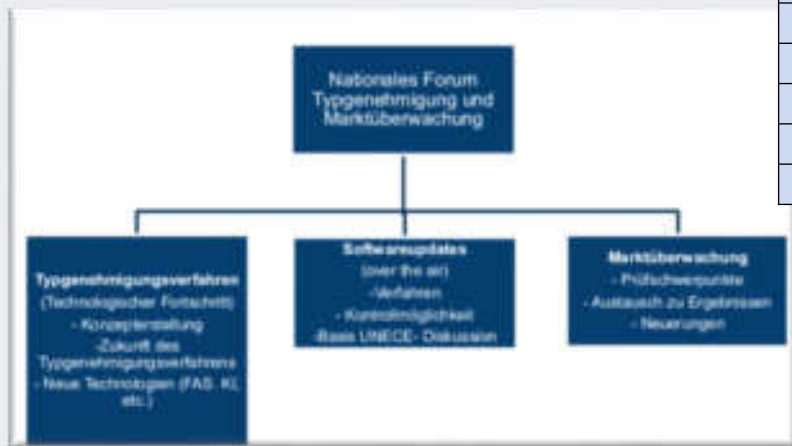 Nationales Forum
Typgenehmigung und
Marktüberwachung
Typgenehmigungsverfahren
(Technologischer Fortschritt)
- Konzepterstellung
-Zukunft des
Typgenehmigungsverfahrens
- Neue Technologien (FAS, KI,
etc.)
Softwareupdates
(over the air)
-Verfahren
- Kontrollmöglichkeit
-Basis UNECE- Diskussion
Marktüberwachung
- Prüfschwerpunkte
- Austausch zu Ergebnissen
- Neuerungen